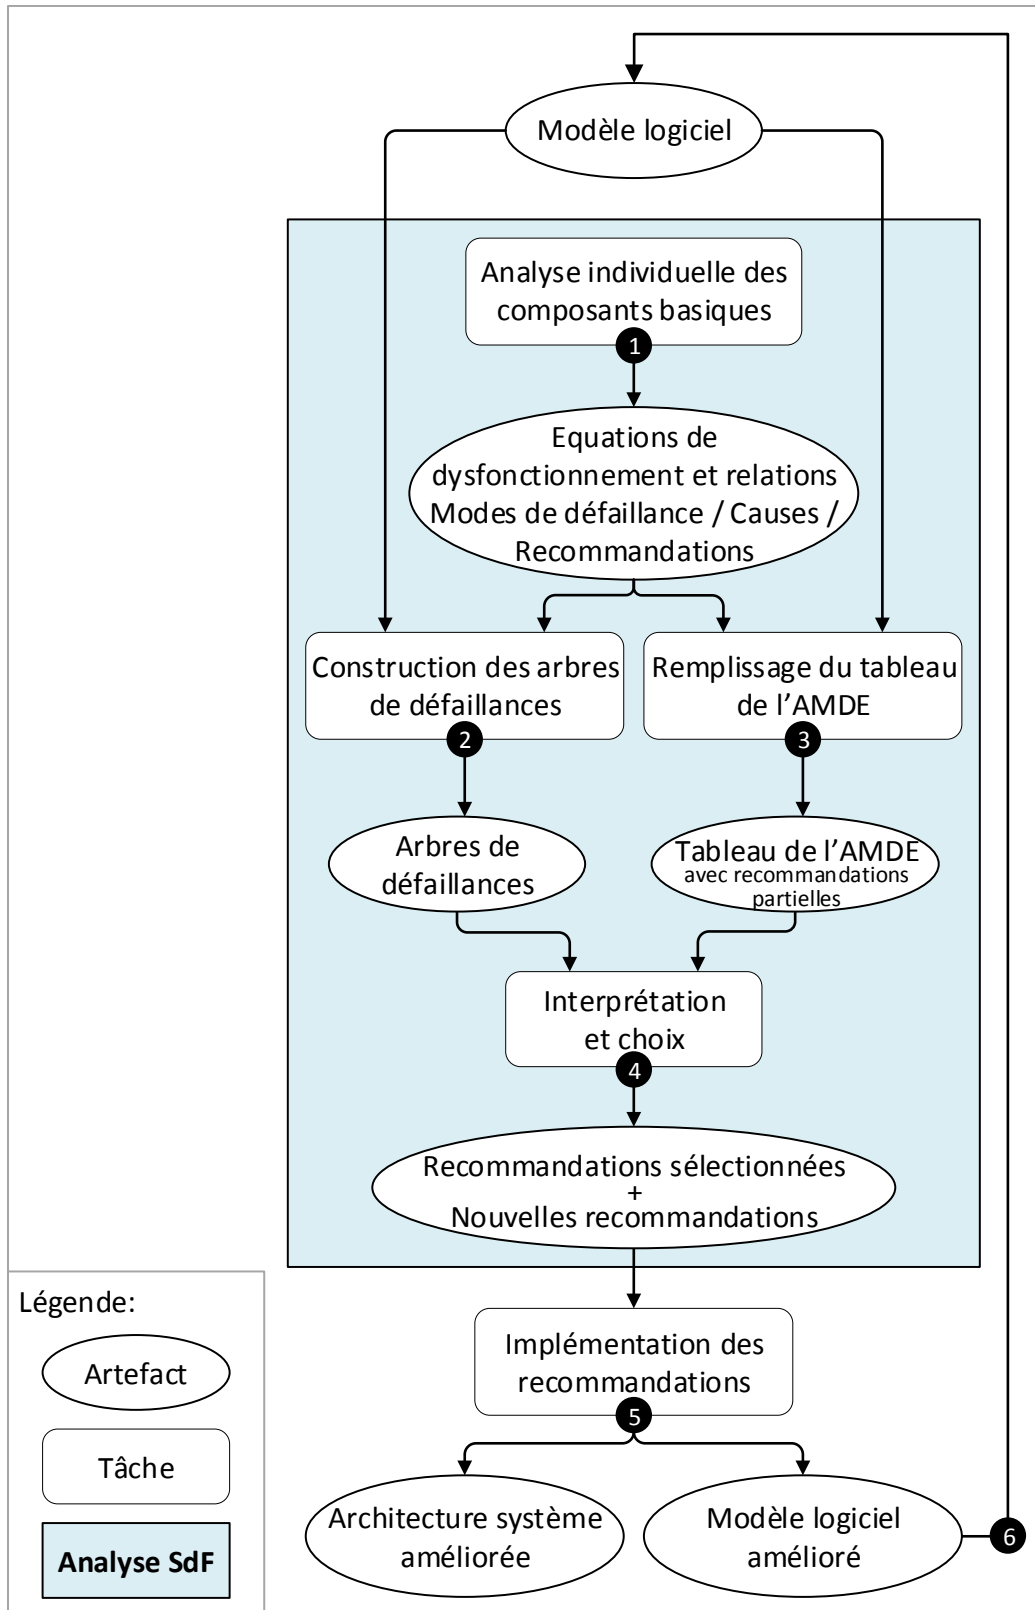 Modèle logiciel
Analyse individuelle des
composants basiques
1
Equations de
dysfonctionnement et relations
Modes de défaillance / Causes /
Recommandations
Construction des arbres
de défaillances
2
Remplissage du tableau
de l’AMDE
3
Arbres de
défaillances
Tableau de l’AMDE
avec recommandations
partielles
Interprétation
et choix
4
Recommandations sélectionnées
+
Nouvelles recommandations
Implémentation des
recommandations
5
Architecture système
améliorée
Modèle logiciel
amélioré
6
Légende:
Artefact
Tâche
Analyse SdF